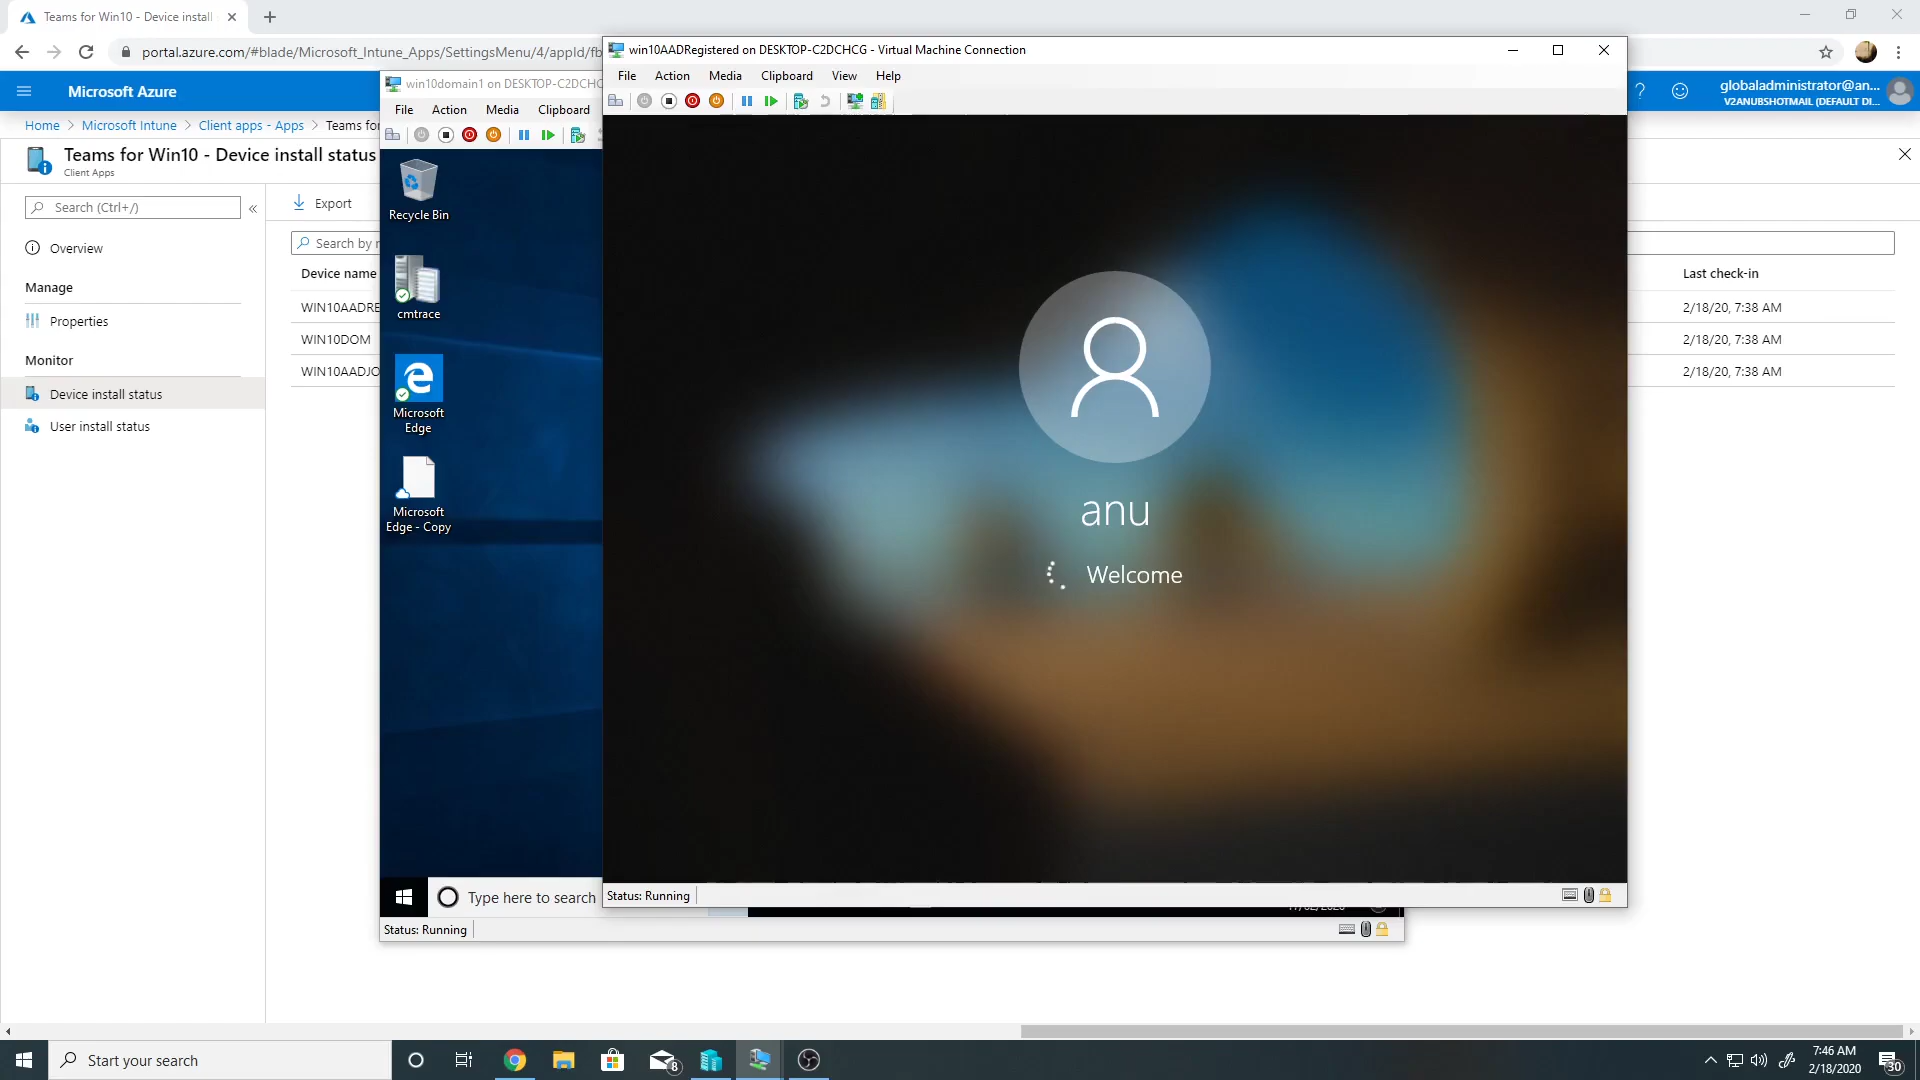 Teams for Win10 - Device install
portal.azure.com/#blade/Microsoft_Intune_Apps/SettingsMenu/4/appId/fb
win10AADRegistered on DESKTOP-C2DCHCG - Virtual Machine Connection
File Action Media Clipboard View Help
Microsoft Azure
win10domain1 on DESKTOP-C2DCHCG
File Action Media Clipboard
globaladministrator@an...
V2ANUBSHOTMAIL (DEFAULT DI...
Home > Microsoft Intune > Client apps - Apps > Teams for
Teams for Win10 - Device install status
Client Apps
Search (Ctrl+/)
«
Export
Search by
Overview
Manage
Properties
Monitor
Device install status
User install status
Device name
Last check-in
WIN10AADRE
2/18/20, 7:38 AM
WIN10DOM
2/18/20, 7:38 AM
WIN10AADJO
2/18/20, 7:38 AM
Recycle Bin
cmtrace
Microsoft
Edge
Microsoft
Edge - Copy
anu
Welcome
Type here to search
Status: Running
Status: Running
Start your search
8
7:46 AM
2/18/2020
30